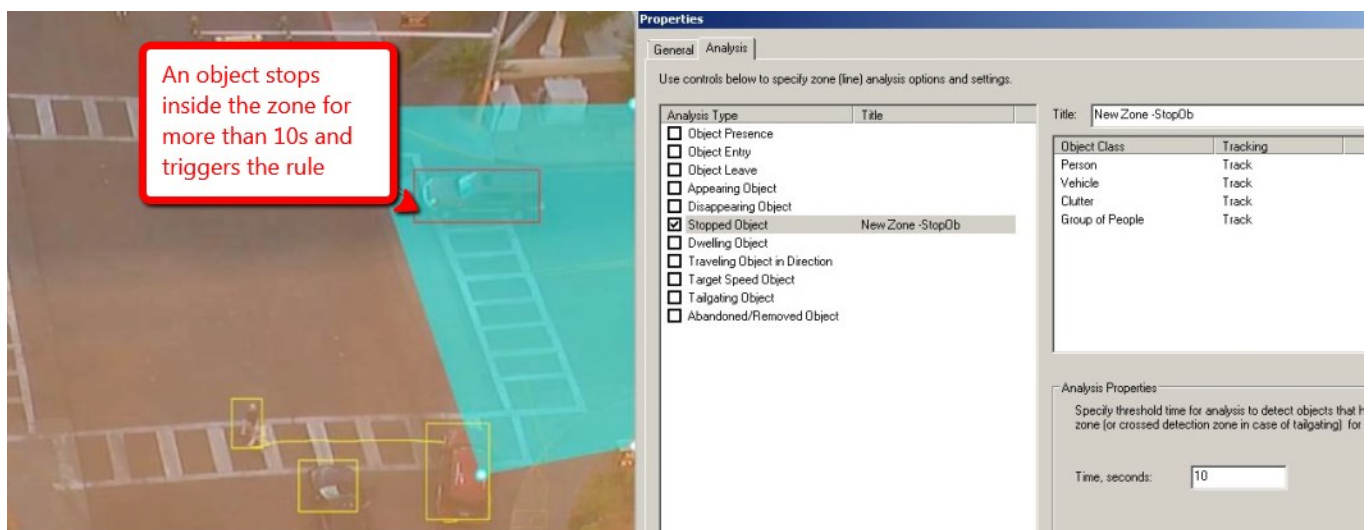 An object stops
inside the zone for
more than 10s and
triggers the rule
Properties
General Analysis
Use controls below to specify zone (line) analysis options and settings.
Analysis Type Title
Object Presence
Object Entry
Object Leave
Appearing Object
Disappearing Object
Stopped Object New Zone -StopOb
Dwelling Object
Traveling Object in Direction
Target Speed Object
Tailgating Object
Abandoned/Removed Object
Title: New Zone -StopOb
Object Class Tracking
Person Track
Vehicle Track
Clutter Track
Group of People Track
Analysis Properties
Specify threshold time for analysis to detect objects that
zone (or crossed detection zone in case of tailgating) for
Time, seconds: 10